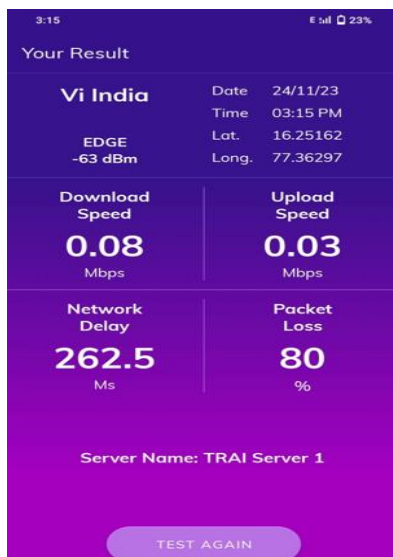 3:15 E 23%
Your Result
Vi India
EDGE
-63 dBm
Date 24/11/23
Time 03:15 PM
Lat. 16.25162
Long. 77.36297
Download
Speed
0.08
Mbps
Upload
Speed
0.03
Mbps
Network
Delay
262.5
Ms
Packet
Loss
80
%
Server Name: TRAI Server 1
TEST AGAIN